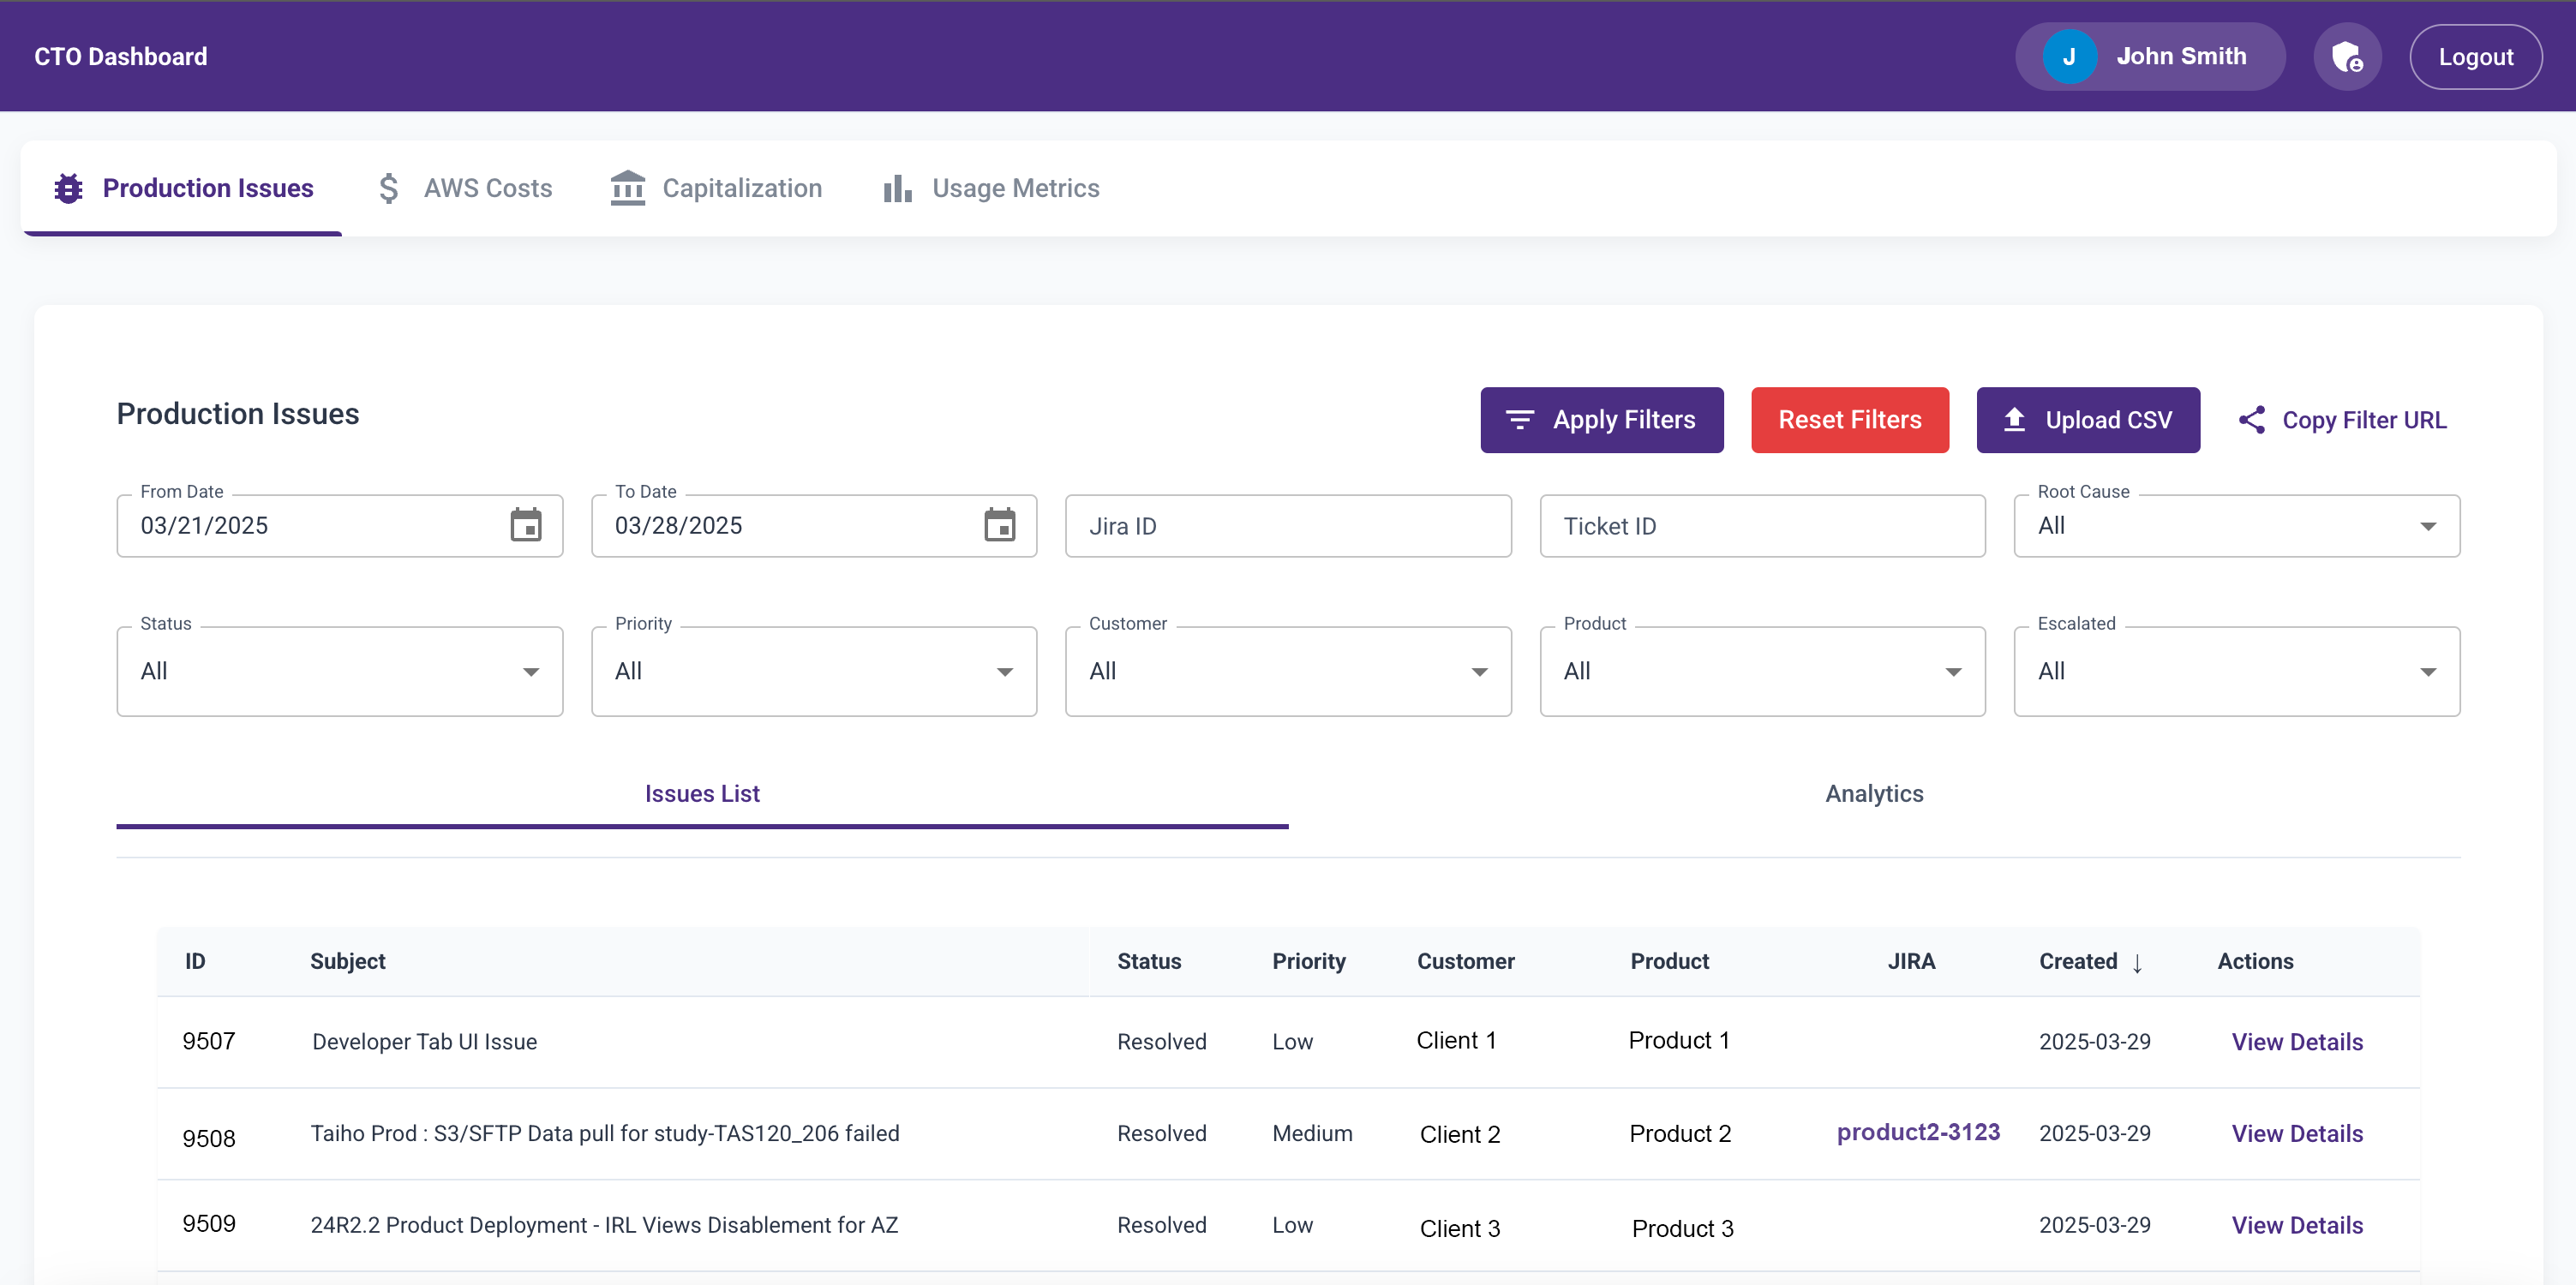 CTO Dashboard
J John Smith Logout
Production Issues AWS Costs Capitalization Usage Metrics
Production Issues
Apply Filters Reset Filters Upload CSV Copy Filter URL
From Date To Date Root Cause
03/21/2025 03/28/2025 Jira ID Ticket ID All
Status Priority Customer Product Escalated
All All All All All
Issues List Analytics
ID Subject Status Priority Customer Product JIRA Created ↓ Actions
9507 Developer Tab UI Issue Resolved Low Client 1 Product 1 2025-03-29 View Details
9508 Taiho Prod : S3/SFTP Data pull for study-TAS120_206 failed Resolved Medium Client 2 Product 2 product2-3123 2025-03-29 View Details
9509 24R2.2 Product Deployment - IRL Views Disablement for AZ Resolved Low Client 3 Product 3 2025-03-29 View Details